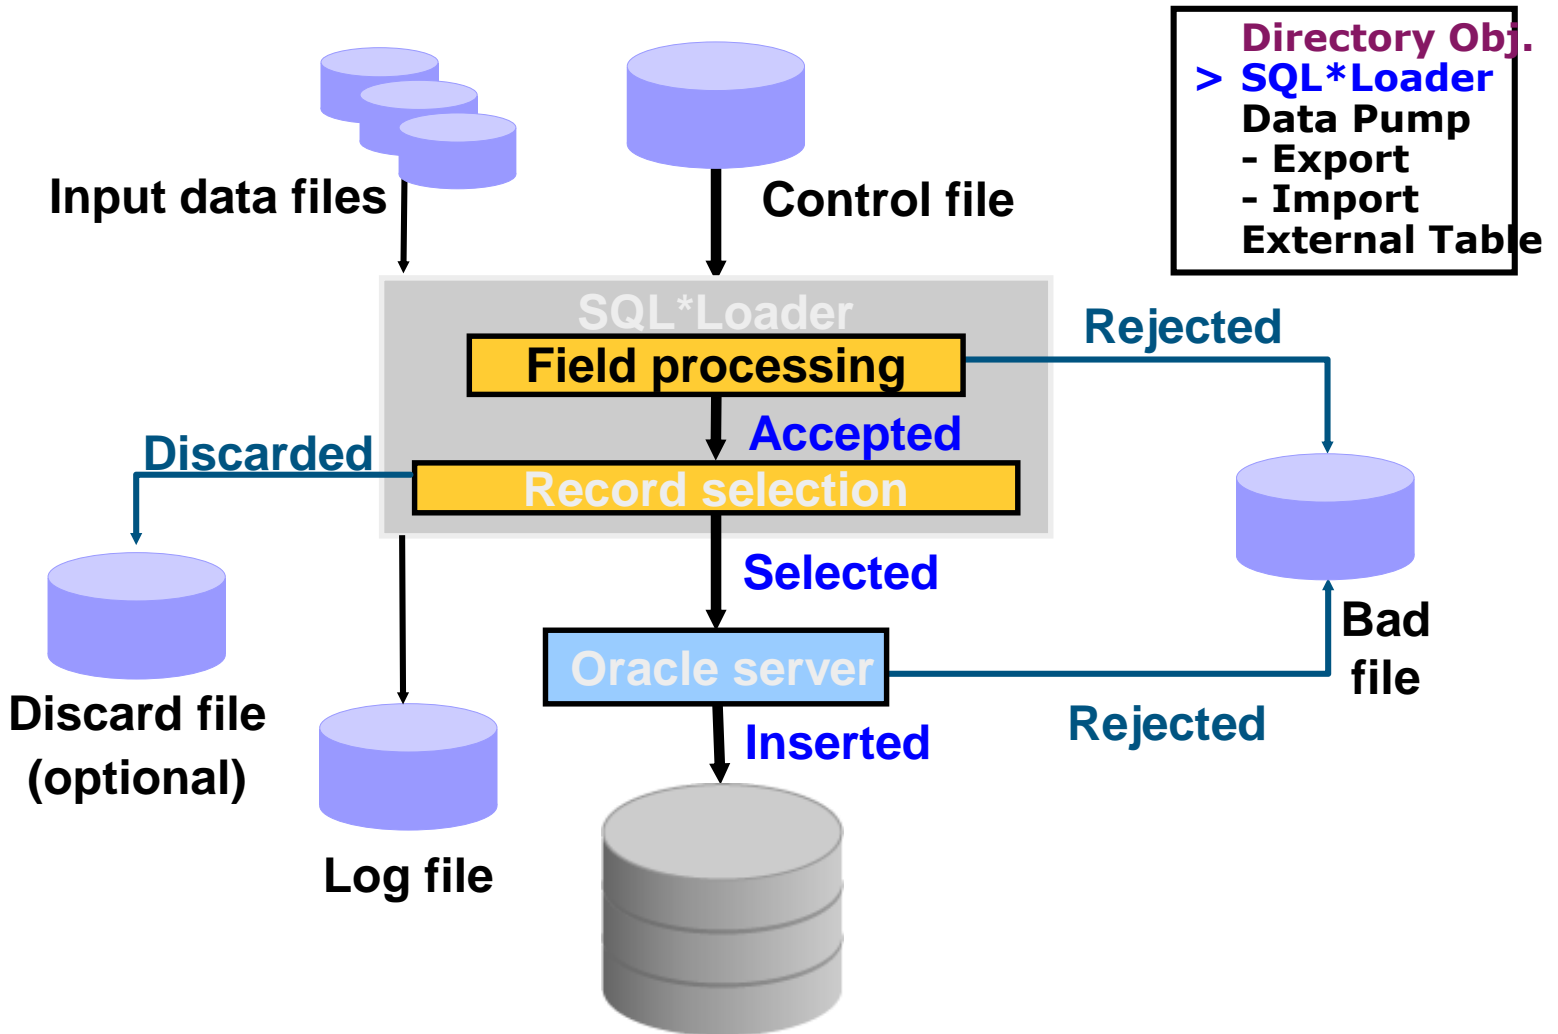 Directory Obj.
> SQL*Loader
Data Pump
- Export
- Import
External Table
Input data files
Control file
SQL*Loader
Rejected
Field processing
Accepted
Discarded
Record selection
Selected
Bad
file
Oracle server
Discard file
(optional)
Rejected
Inserted
Log file